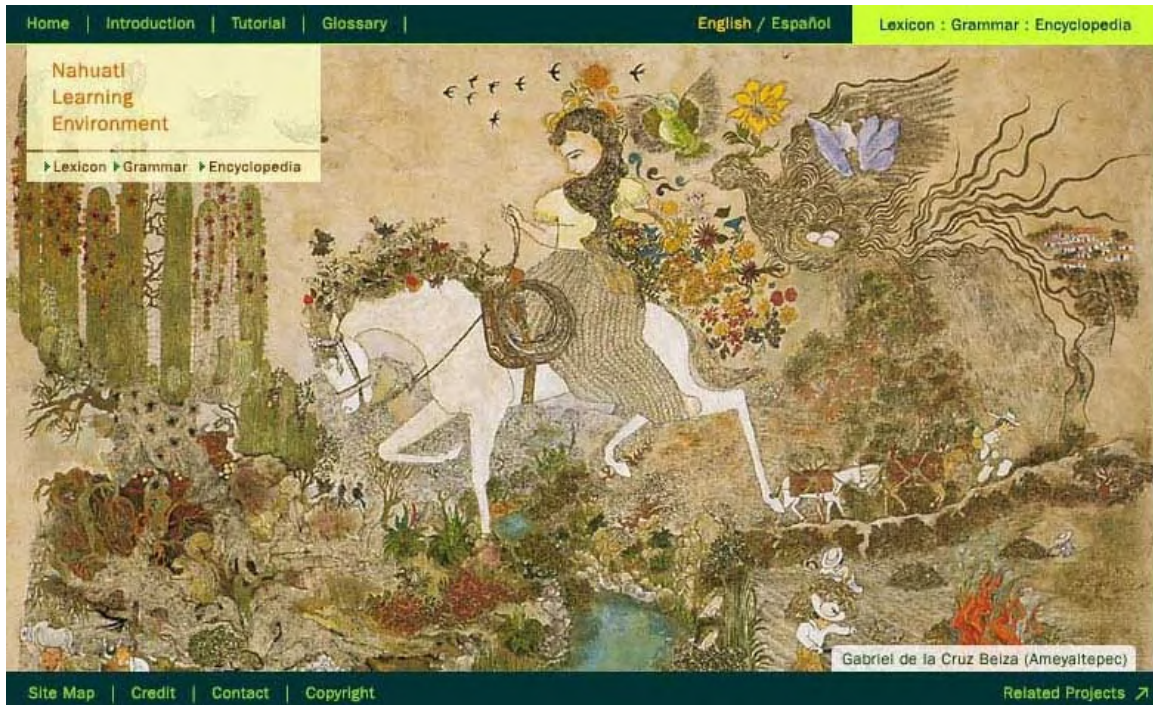 Home | Introduction | Tutorial | Glossary |
English / Español
Lexicon : Grammar : Encyclopedia
Nahuatl
Learning
Environment
Lexicon Grammar Encyclopedia
Gabriel de la Cruz Beiza (Ameyaltepec)
Site Map | Credit | Contact | Copyright
Related Projects